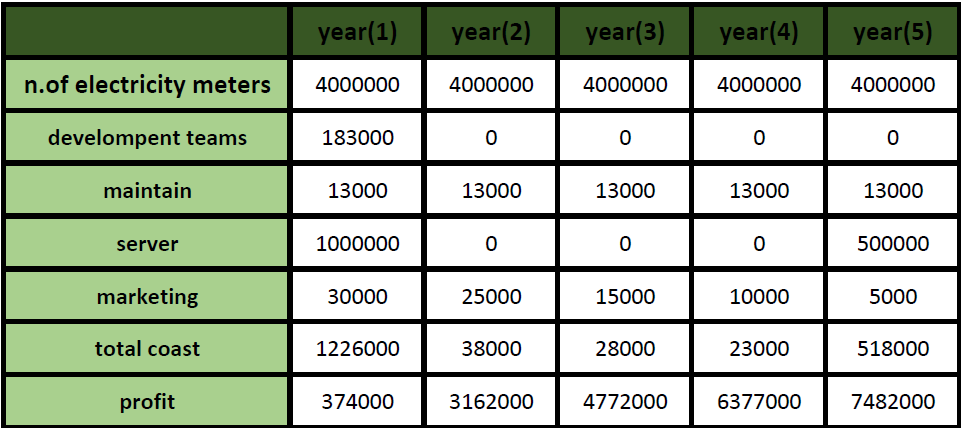 year(1) year(2) year(3) year(4) year(5)
n.of electricity meters 4000000 4000000 4000000 4000000 4000000
develompent teams 183000 0 0 0 0
maintain 13000 13000 13000 13000 13000
server 1000000 0 0 0 500000
marketing 30000 25000 15000 10000 5000
total coast 1226000 38000 28000 23000 518000
profit 374000 3162000 4772000 6377000 7482000